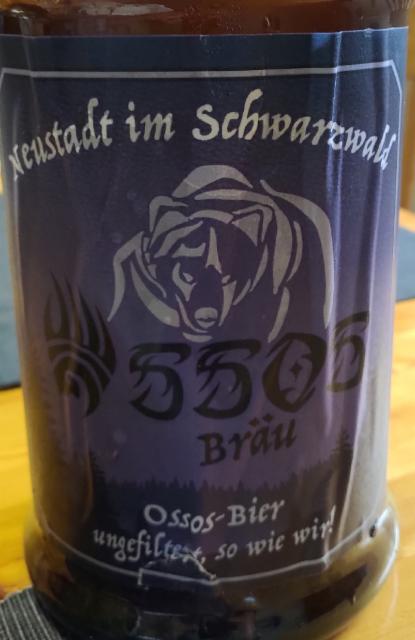 Neustadt im Schwarzwald
Ossos
Bräu
Ossos-Bier
ungefiltert, so wie wir!